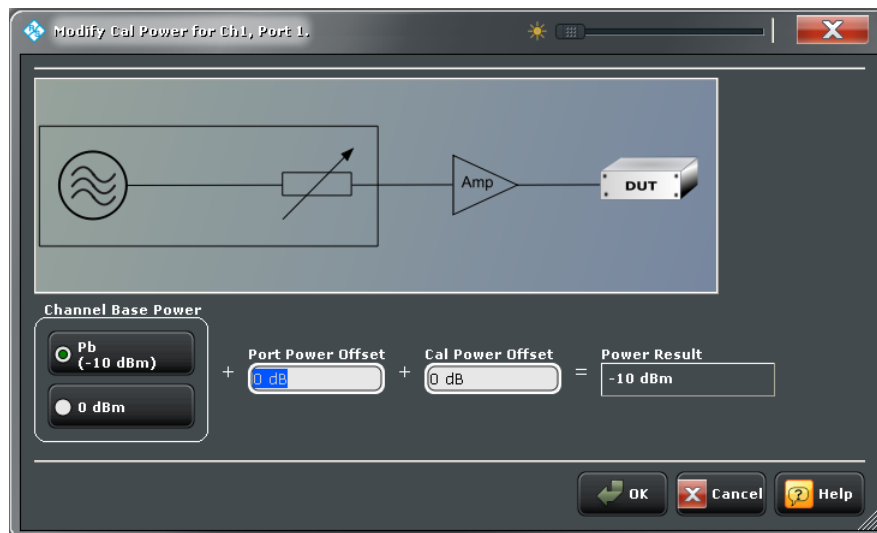 Modify Cal Power for Ch1, Port 1.
Amp
DUT
Channel Base Power
Pb
(-10 dBm)
0 dBm
+
Port Power Offset
0 dB
+
Cal Power Offset
0 dB
=
Power Result
-10 dBm
OK
Cancel
Help